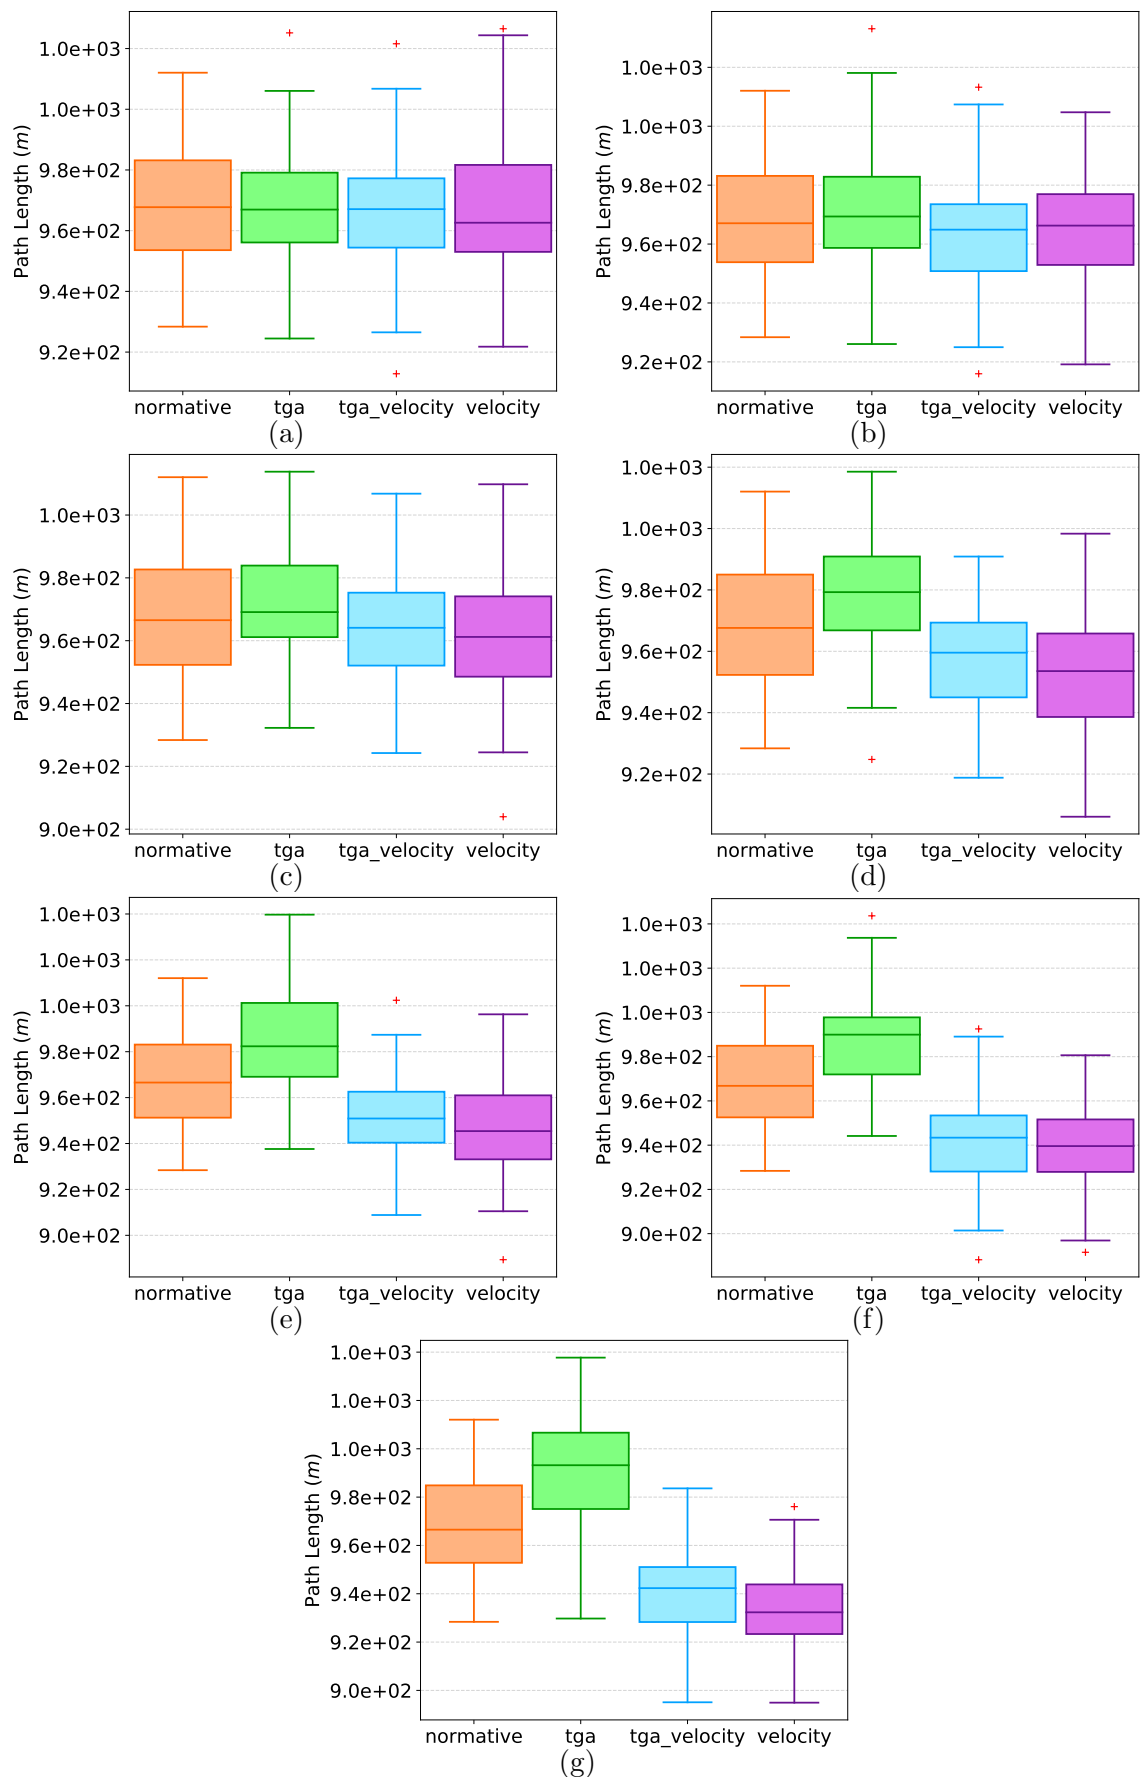 1.0e+03
1.0e+03
9.8e+02
9.6e+02
9.4e+02
9.2e+02
Path Length (m)
normative tga tga_velocity velocity
(a)
1.0e+03
1.0e+03
9.8e+02
9.6e+02
9.4e+02
9.2e+02
Path Length (m)
normative tga tga_velocity velocity
(b)
1.0e+03
9.8e+02
9.6e+02
9.4e+02
9.2e+02
9.0e+02
Path Length (m)
normative tga tga_velocity velocity
(c)
1.0e+03
1.0e+03
9.8e+02
9.6e+02
9.4e+02
9.2e+02
Path Length (m)
normative tga tga_velocity velocity
(d)
1.0e+03
1.0e+03
1.0e+03
9.8e+02
9.6e+02
9.4e+02
9.2e+02
9.0e+02
Path Length (m)
normative tga tga_velocity velocity
(e)
1.0e+03
1.0e+03
1.0e+03
9.8e+02
9.6e+02
9.4e+02
9.2e+02
9.0e+02
Path Length (m)
normative tga tga_velocity velocity
(f)
1.0e+03
1.0e+03
1.0e+03
9.8e+02
9.6e+02
9.4e+02
9.2e+02
9.0e+02
Path Length (m)
normative tga tga_velocity velocity
(g)